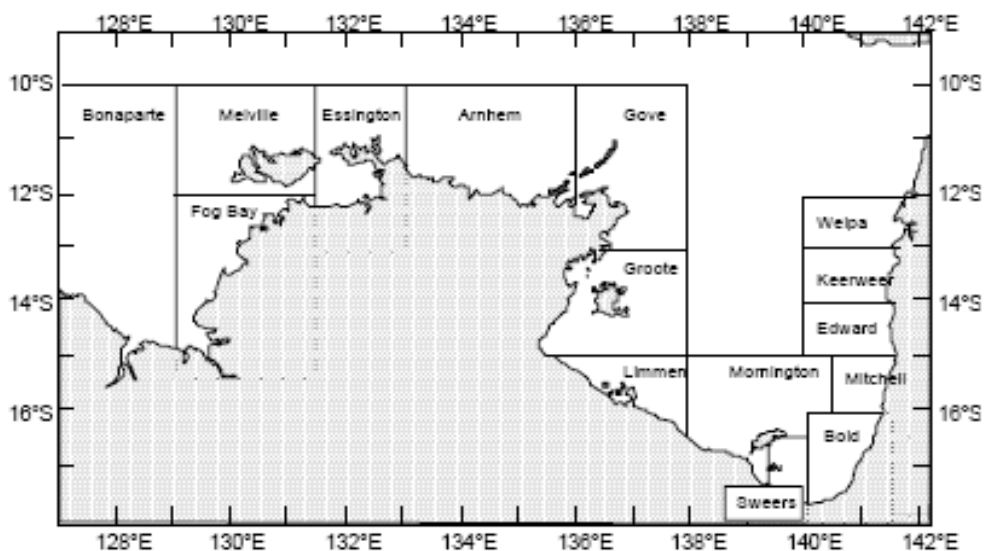 128°E 130°E 132°E 134°E 136°E 138°E 140°E 142°E
10°S 10°S
Bonaparte Melville Essington Arnhem Gove
12°S 12°S
Fog Bay Weipa
Groote Keerweer
14°S 14°S
Edward
Limmen Mornington Mitchell
16°S 16°S
Bold
Sweers
128°E 130°E 132°E 134°E 136°E 138°E 140°E 142°E